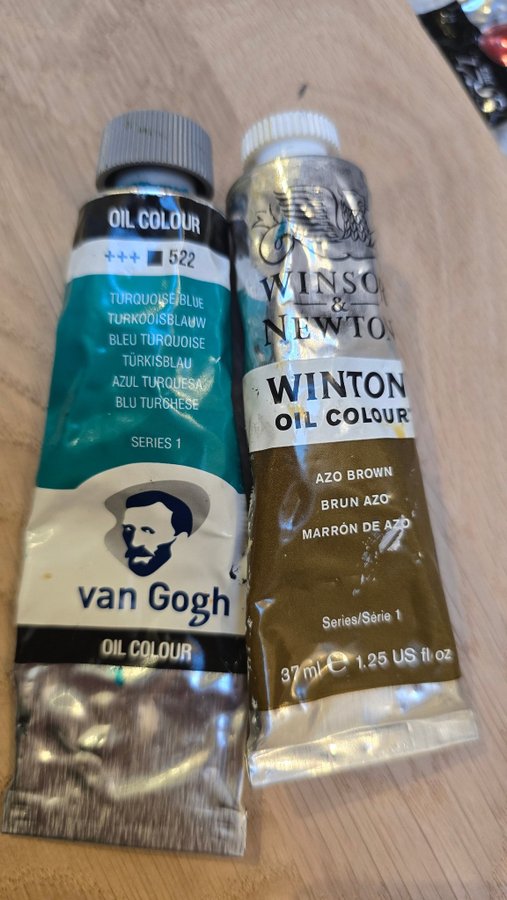 OIL COLOUR
+++ 522
TURQUOISE BLUE
TURKOOISBLAUW
BLEU TURQUOISE
TÜRKISBLAU
AZUL TURQUESA
BLU TURCHESE
SERIES 1
van Gogh
OIL COLOUR
WINSOR
&
NEWTON
WINTON
OIL COLOUR
AZO BROWN
BRUN AZO
MARRÓN DE AZO
Series/Série 1
37 ml C E 1.25 US fl oz